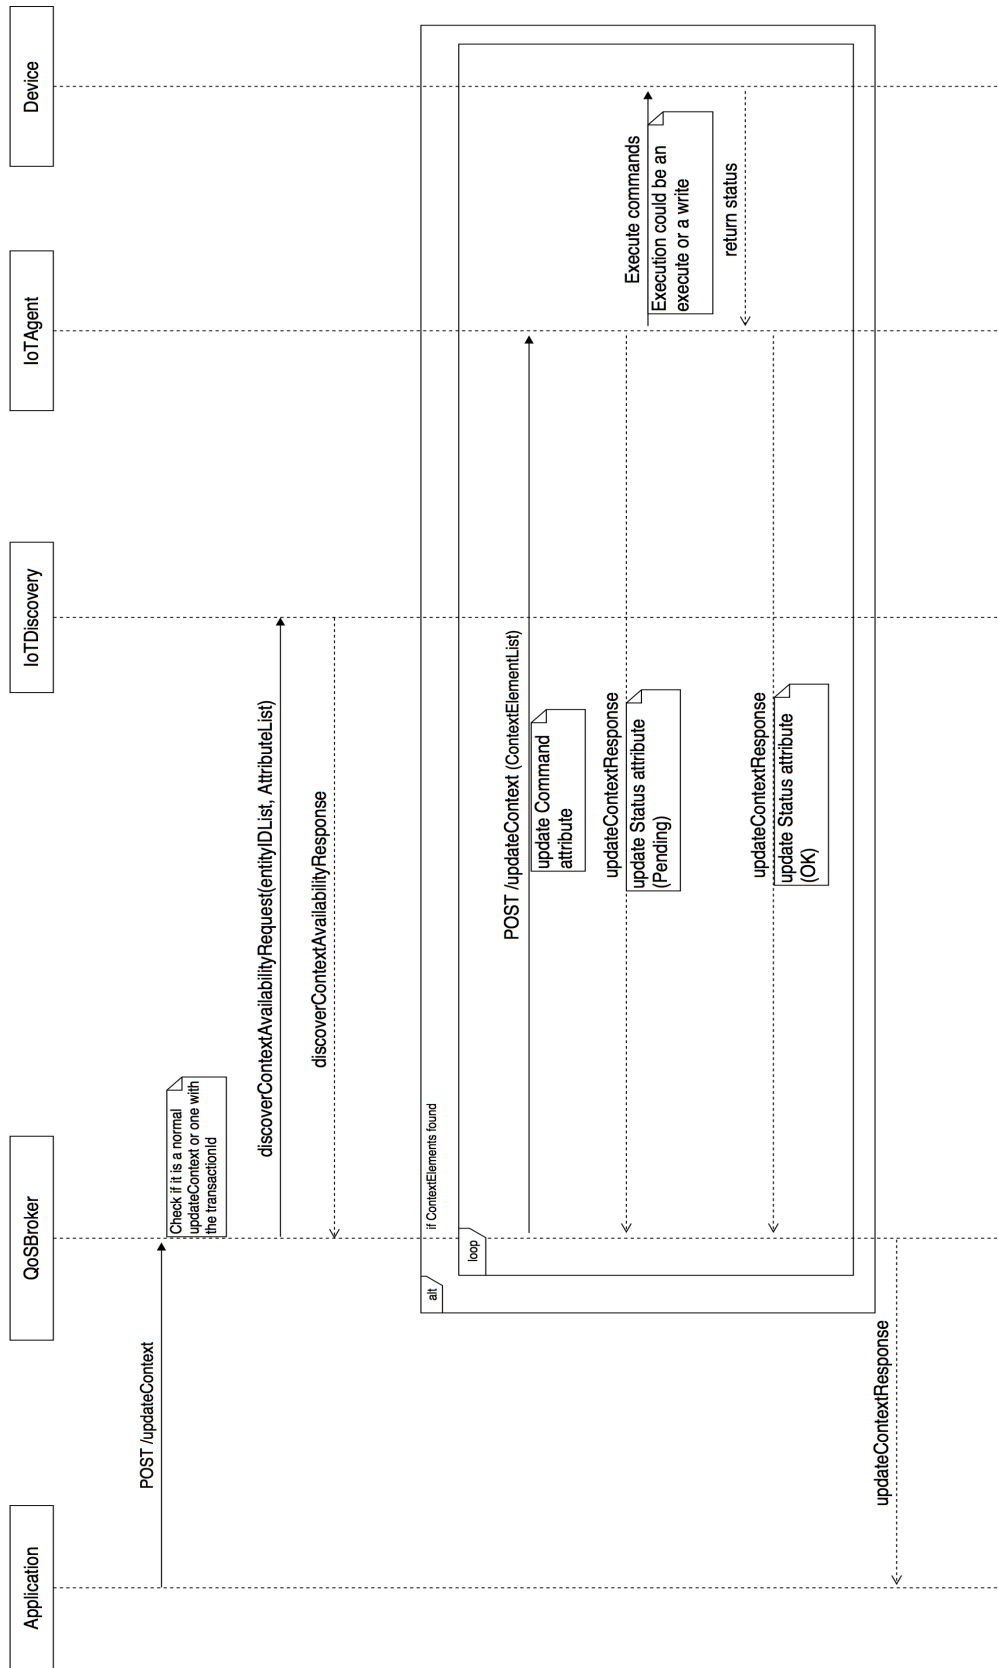 Application
QoSBroker
IoTDiscovery
IoTAgent
Device
POST /updateContext
Check if it is a normal
updateContext or one with
the transactionId
discoverContextAvailabilityRequest(entityIDList, AttributeList)
discoverContextAvailabilityResponse
alt
if ContextElements found
loop
POST /updateContext (ContextElementList)
update Command
attribute
updateContextResponse
update Status attribute
(Pending)
Execute commands
Execution could be an
execute or a write
return status
updateContextResponse
update Status attribute
(OK)
updateContextResponse